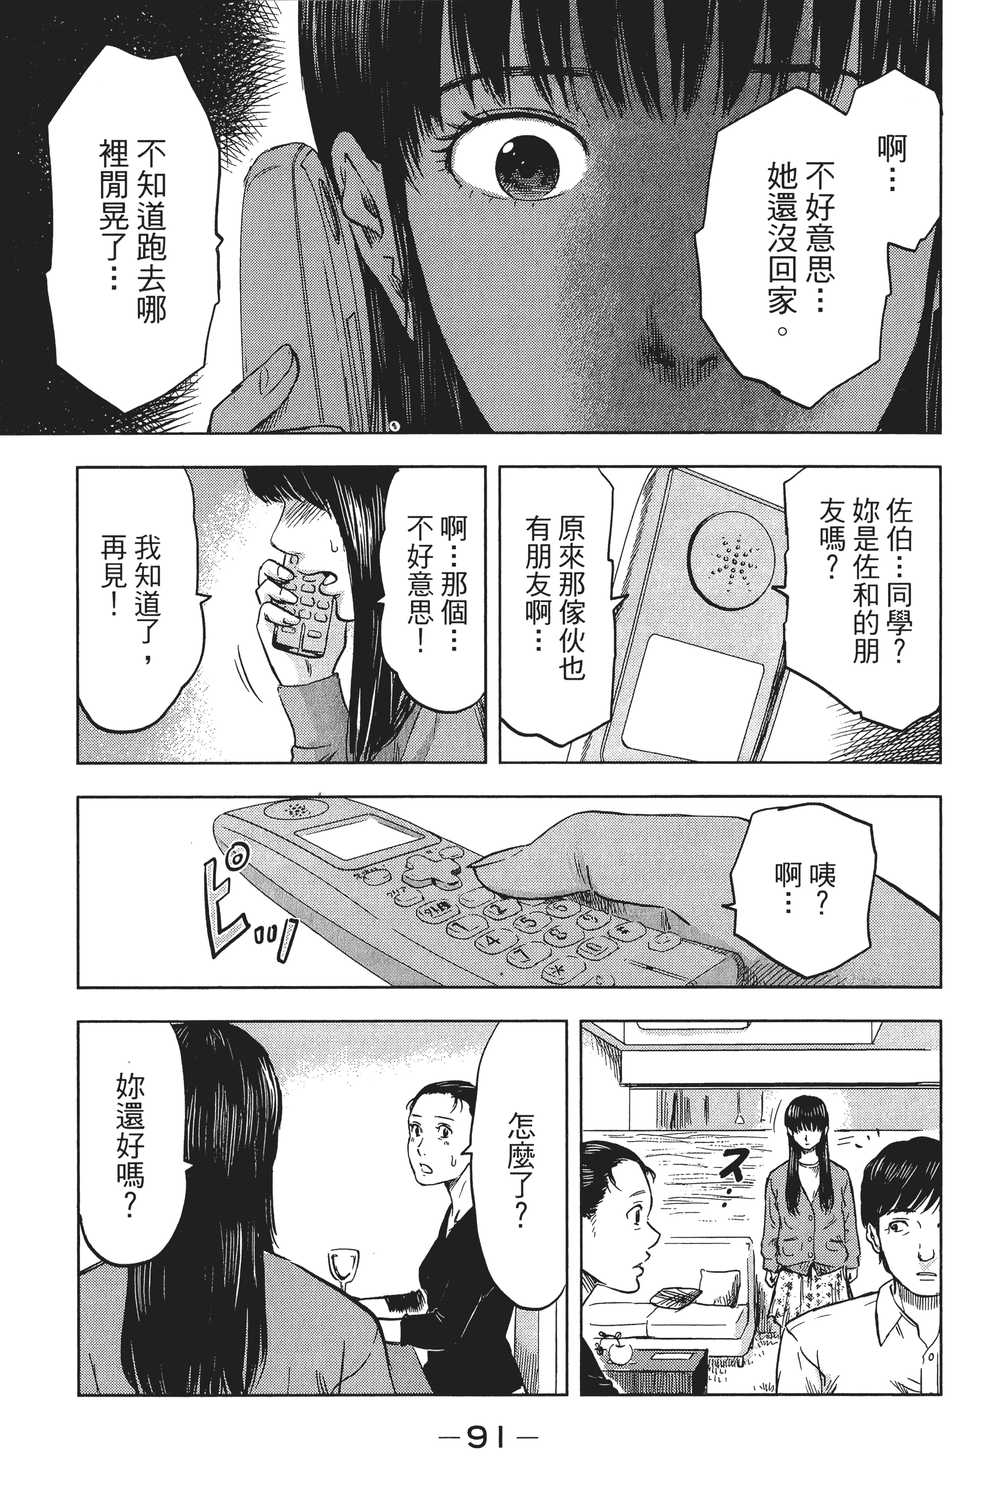 啊…
不好意思…
她還沒回家。
不知道跑去哪
裡閒晃了…
佐伯…同學?
妳是佐和的朋
友嗎?
原來那傢伙也
有朋友啊…
啊…那個…
不好意思!
我知道了,
再見!
咦?
啊…
ピッ
ス…
怎麼了?
妳還好嗎?
—91—